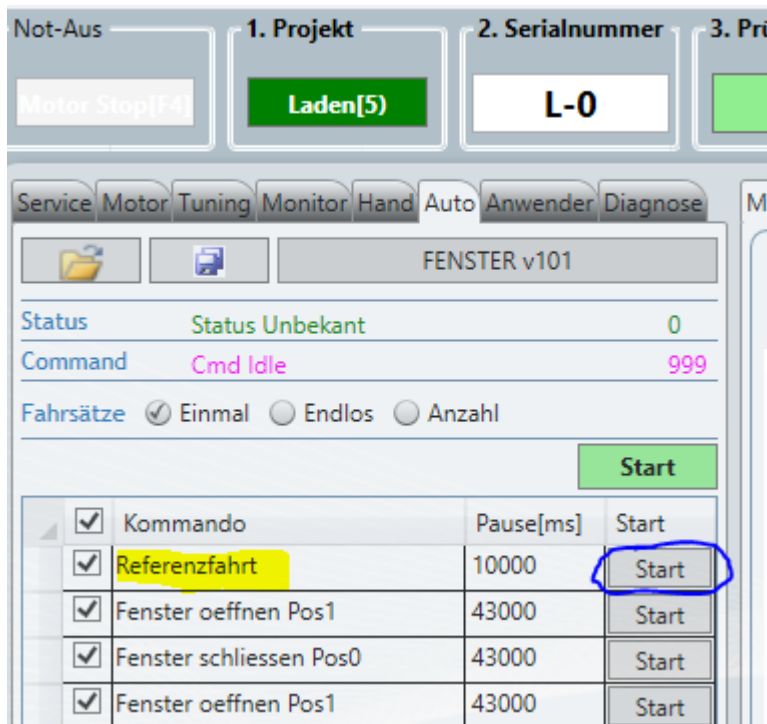 Not-Aus 1. Projekt 2. Serialnummer 3. Prü
Motor Stop[F4] Laden[5) L-0
Service Motor Tuning Monitor Hand Auto Anwender Diagnose M
FENSTER v101
Status Status Unbekant 0
Command Cmd Idle 999
Fahrsätze Einmal Endlos Anzahl
Start
Kommando Pause[ms] Start
Referenzfahrt 10000 Start
Fenster oeffnen Pos1 43000 Start
Fenster schliessen Pos0 43000 Start
Fenster oeffnen Pos1 43000 Start